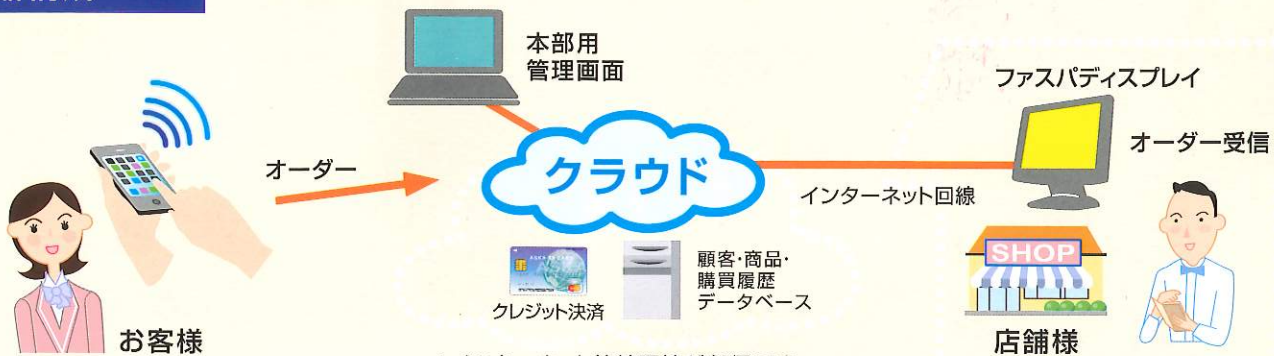 本部用
管理画面
ファスパディスプレイ
オーダー受信
オーダー
クラウド
インターネット回線
SHOP
顧客・商品・
購買履歴
データベース
クレジット決済
お客様
店舗様